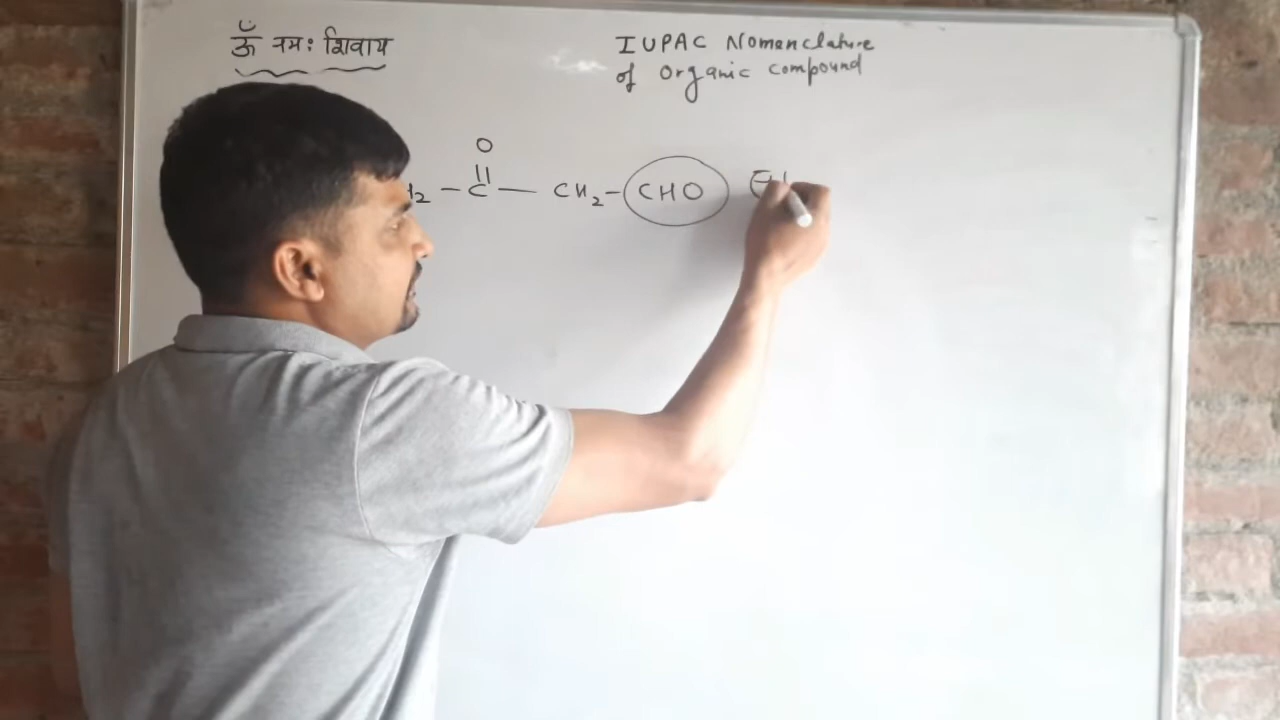 ॐ नमः शिवाय
IUPAC Nomenclature
of Organic compound
O
||
H₂ — C — CH₂ – CHO